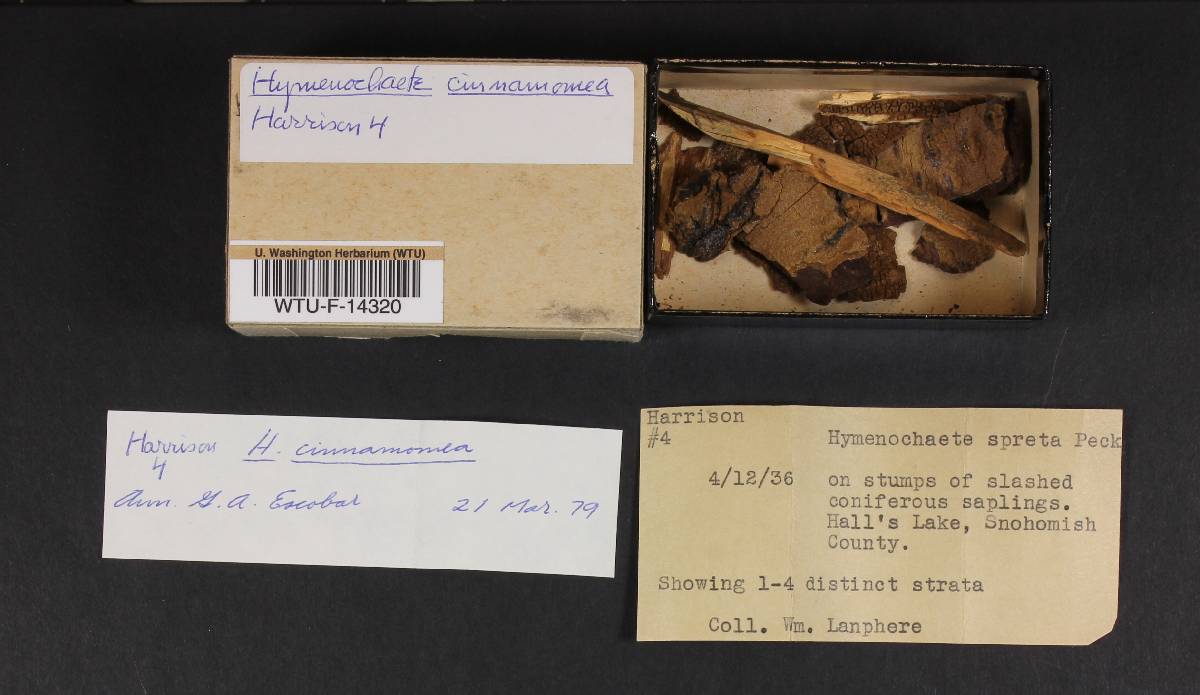 Hymenochaete cinnamomea
Harrison 4
U. Washington Herbarium (WTU)
WTU-F-14320
Harrison H. cinnamomea
4
Ann. G. A. Escobar 21 Mar. 79
Harrison
#4 Hymenochaete spreta Peck
4/12/36 on stumps of slashed
coniferous saplings.
Hall's Lake, Snohomish
County.
Showing 1-4 distinct strata
Coll. Wm. Lanphere